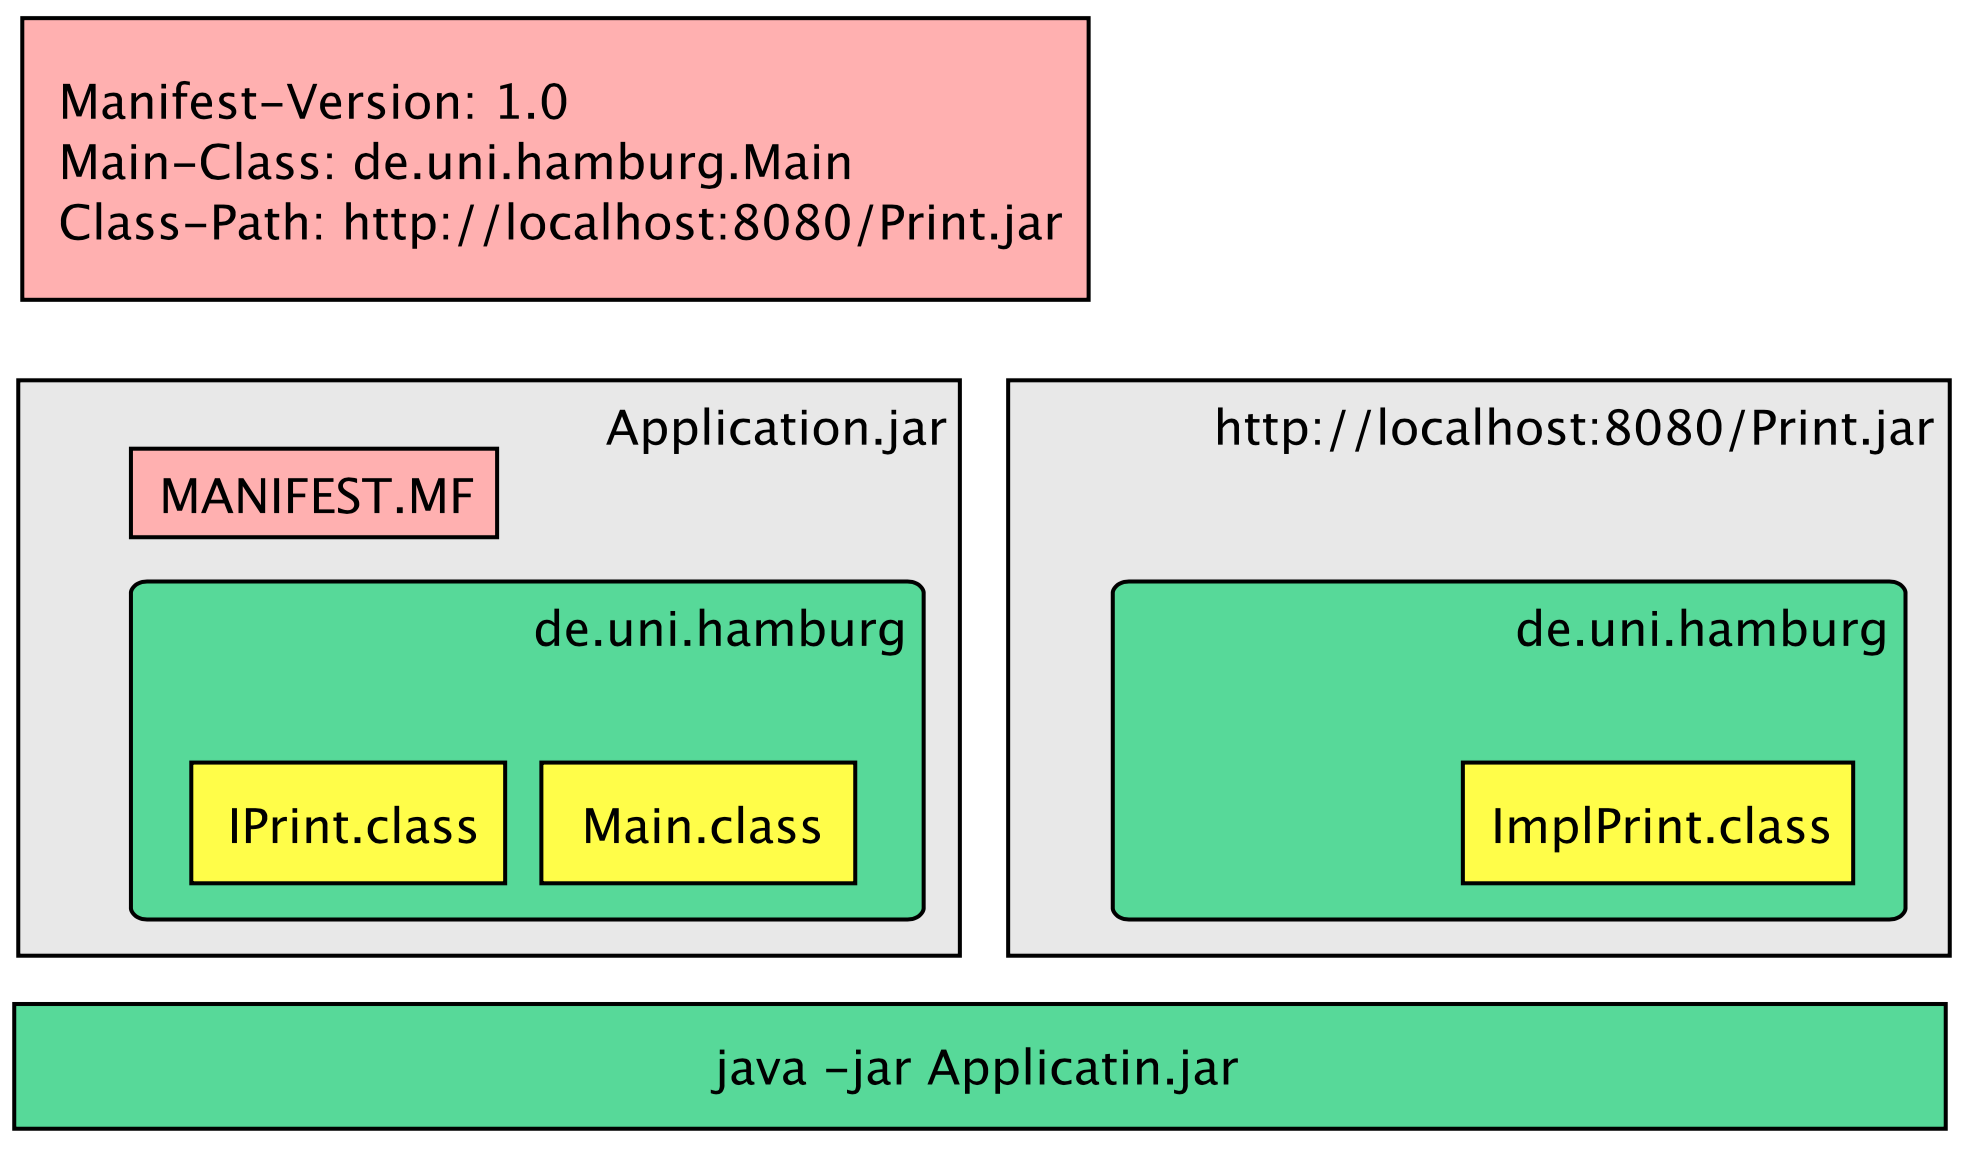 Manifest-Version: 1.0
Main-Class: de.uni.hamburg.Main
Class-Path: http://localhost:8080/Print.jar
Application.jar
MANIFEST.MF
de.uni.hamburg
IPrint.class
Main.class
http://localhost:8080/Print.jar
de.uni.hamburg
ImplPrint.class
java -jar Applicatin.jar